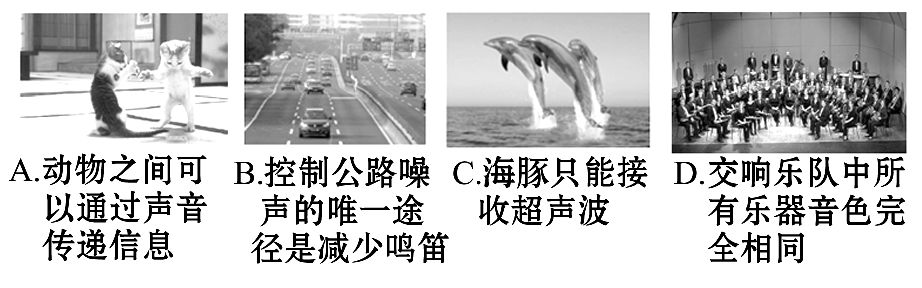 A.动物之间可
以通过声音
传递信息
B.控制公路噪
声的唯一途
径是减少鸣笛
C.海豚只能接
收超声波
D.交响乐队中所
有乐器音色完
全相同